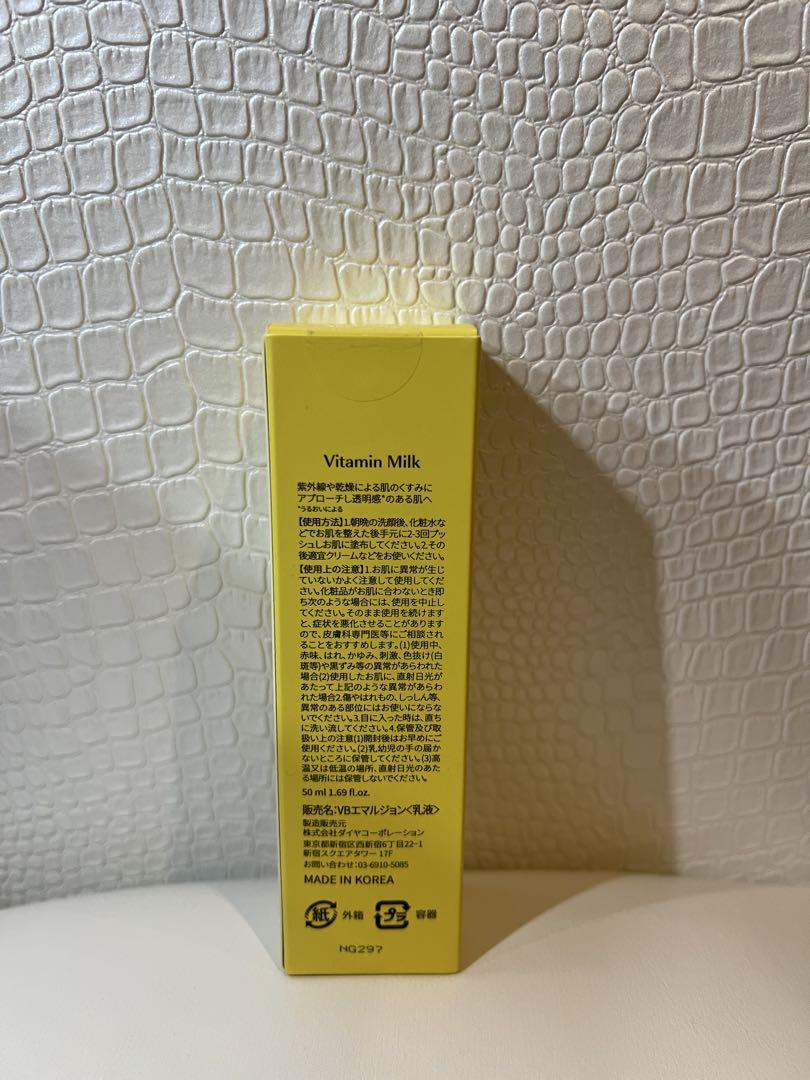 Vitamin Milk
紫外線や乾燥による肌のくすみに
アプローチし透明感*のある肌へ
*うるおいによる
【使用方法】1.朝晩の洗顔後、化粧水な
どでお肌を整えた後手元に2-3回プッ
シュしお肌に塗布してください。2.その
後適宜クリームなどをお使いください。
【使用上の注意】1.お肌に異常が生じ
ていないかよく注意して使用してくだ
さい。化粧品がお肌に合わないとき即
ち次のような場合には、使用を中止し
てください。そのまま使用を続けます
と、症状を悪化させることがあります
ので、皮膚科専門医等にご相談され
ることをおすすめします。(1)使用中、
赤味、はれ、かゆみ、刺激、色抜け(白
斑等)や黒ずみ等の異常があらわれた
場合(2)使用したお肌に、直射日光が
あたって上記のような異常があらわ
れた場合2.傷やはれもの、しっしん等、
異常のある部位にはお使いにならな
いでください。3.目に入った時は、直ち
に洗い流してください。4.保管及び取
扱い上の注意(1)開封後はお早めにご
使用ください。(2)乳幼児の手の届か
ないところに保管してください。(3)高
温又は低温の場所、直射日光のあた
る場所には保管しないでください。
50 ml 1.69 fl.oz.
販売名:VBエマルジョン<乳液>
製造販売元
株式会社ダイヤコーポレーション
東京都新宿区西新宿6丁目22-1
新宿スクエアタワー 17F
お問い合わせ:03-6910-5085
MADE IN KOREA
紙 外箱 プラ 容器
NG297